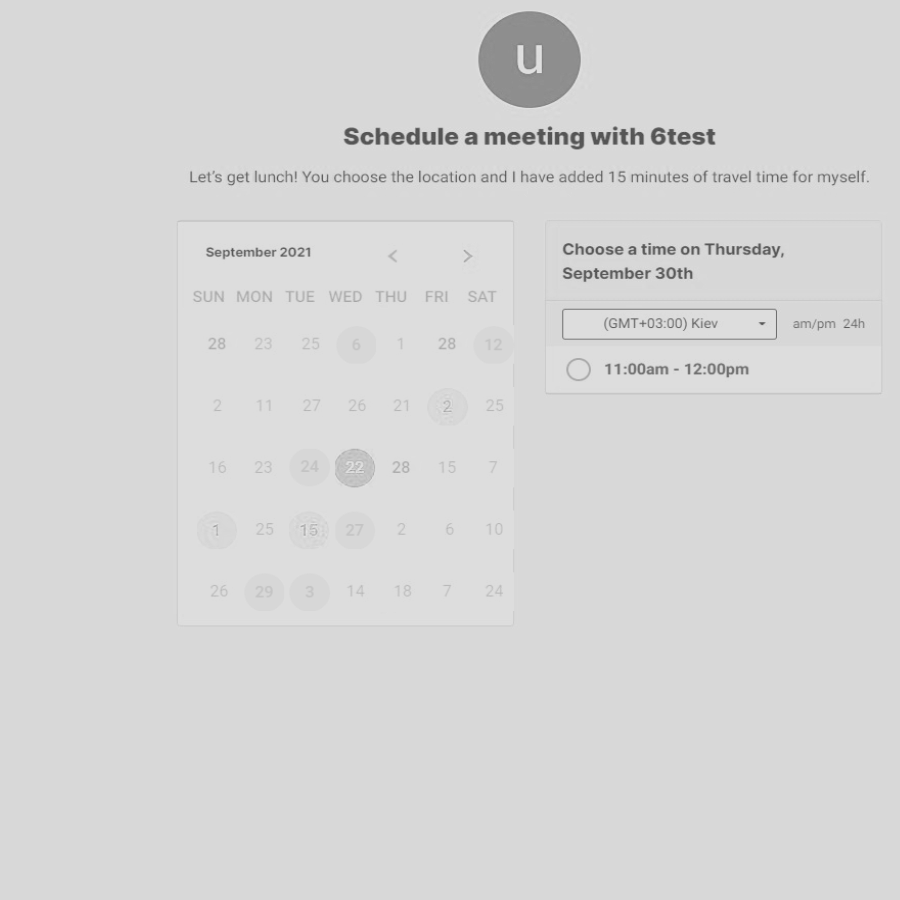 u
Schedule a meeting with 6test
Let's get lunch! You choose the location and I have added 15 minutes of travel time for myself.
September 2021
SUN MON TUE WED THU FRI SAT
28 23 25 6 1 28 12
2 11 27 26 21 2 25
16 23 24 22 28 15 7
1 25 15 27 2 6 10
26 29 3 14 18 7 24
Choose a time on Thursday,
September 30th
(GMT+03:00) Kiev am/pm 24h
11:00am - 12:00pm